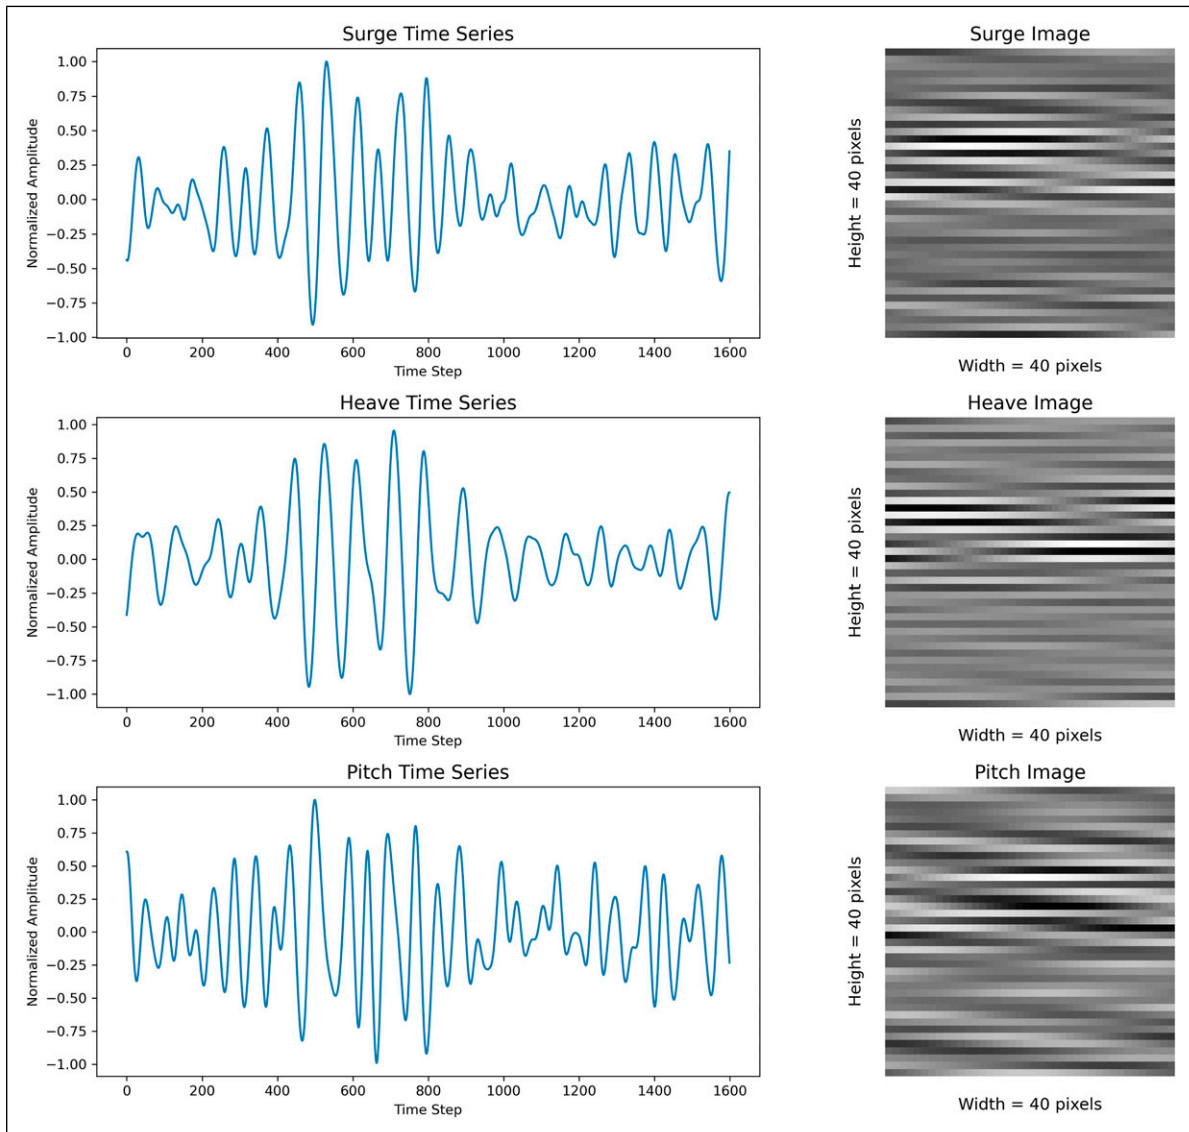 Surge Time Series
1.00
0.75
0.50
0.25
0.00
−0.25
−0.50
−0.75
−1.00
Normalized Amplitude
0 200 400 600 800 1000 1200 1400 1600
Time Step
Surge Image
Height = 40 pixels
Width = 40 pixels
Heave Time Series
1.00
0.75
0.50
0.25
0.00
−0.25
−0.50
−0.75
−1.00
Normalized Amplitude
0 200 400 600 800 1000 1200 1400 1600
Time Step
Heave Image
Height = 40 pixels
Width = 40 pixels
Pitch Time Series
1.00
0.75
0.50
0.25
0.00
−0.25
−0.50
−0.75
−1.00
Normalized Amplitude
0 200 400 600 800 1000 1200 1400 1600
Time Step
Pitch Image
Height = 40 pixels
Width = 40 pixels